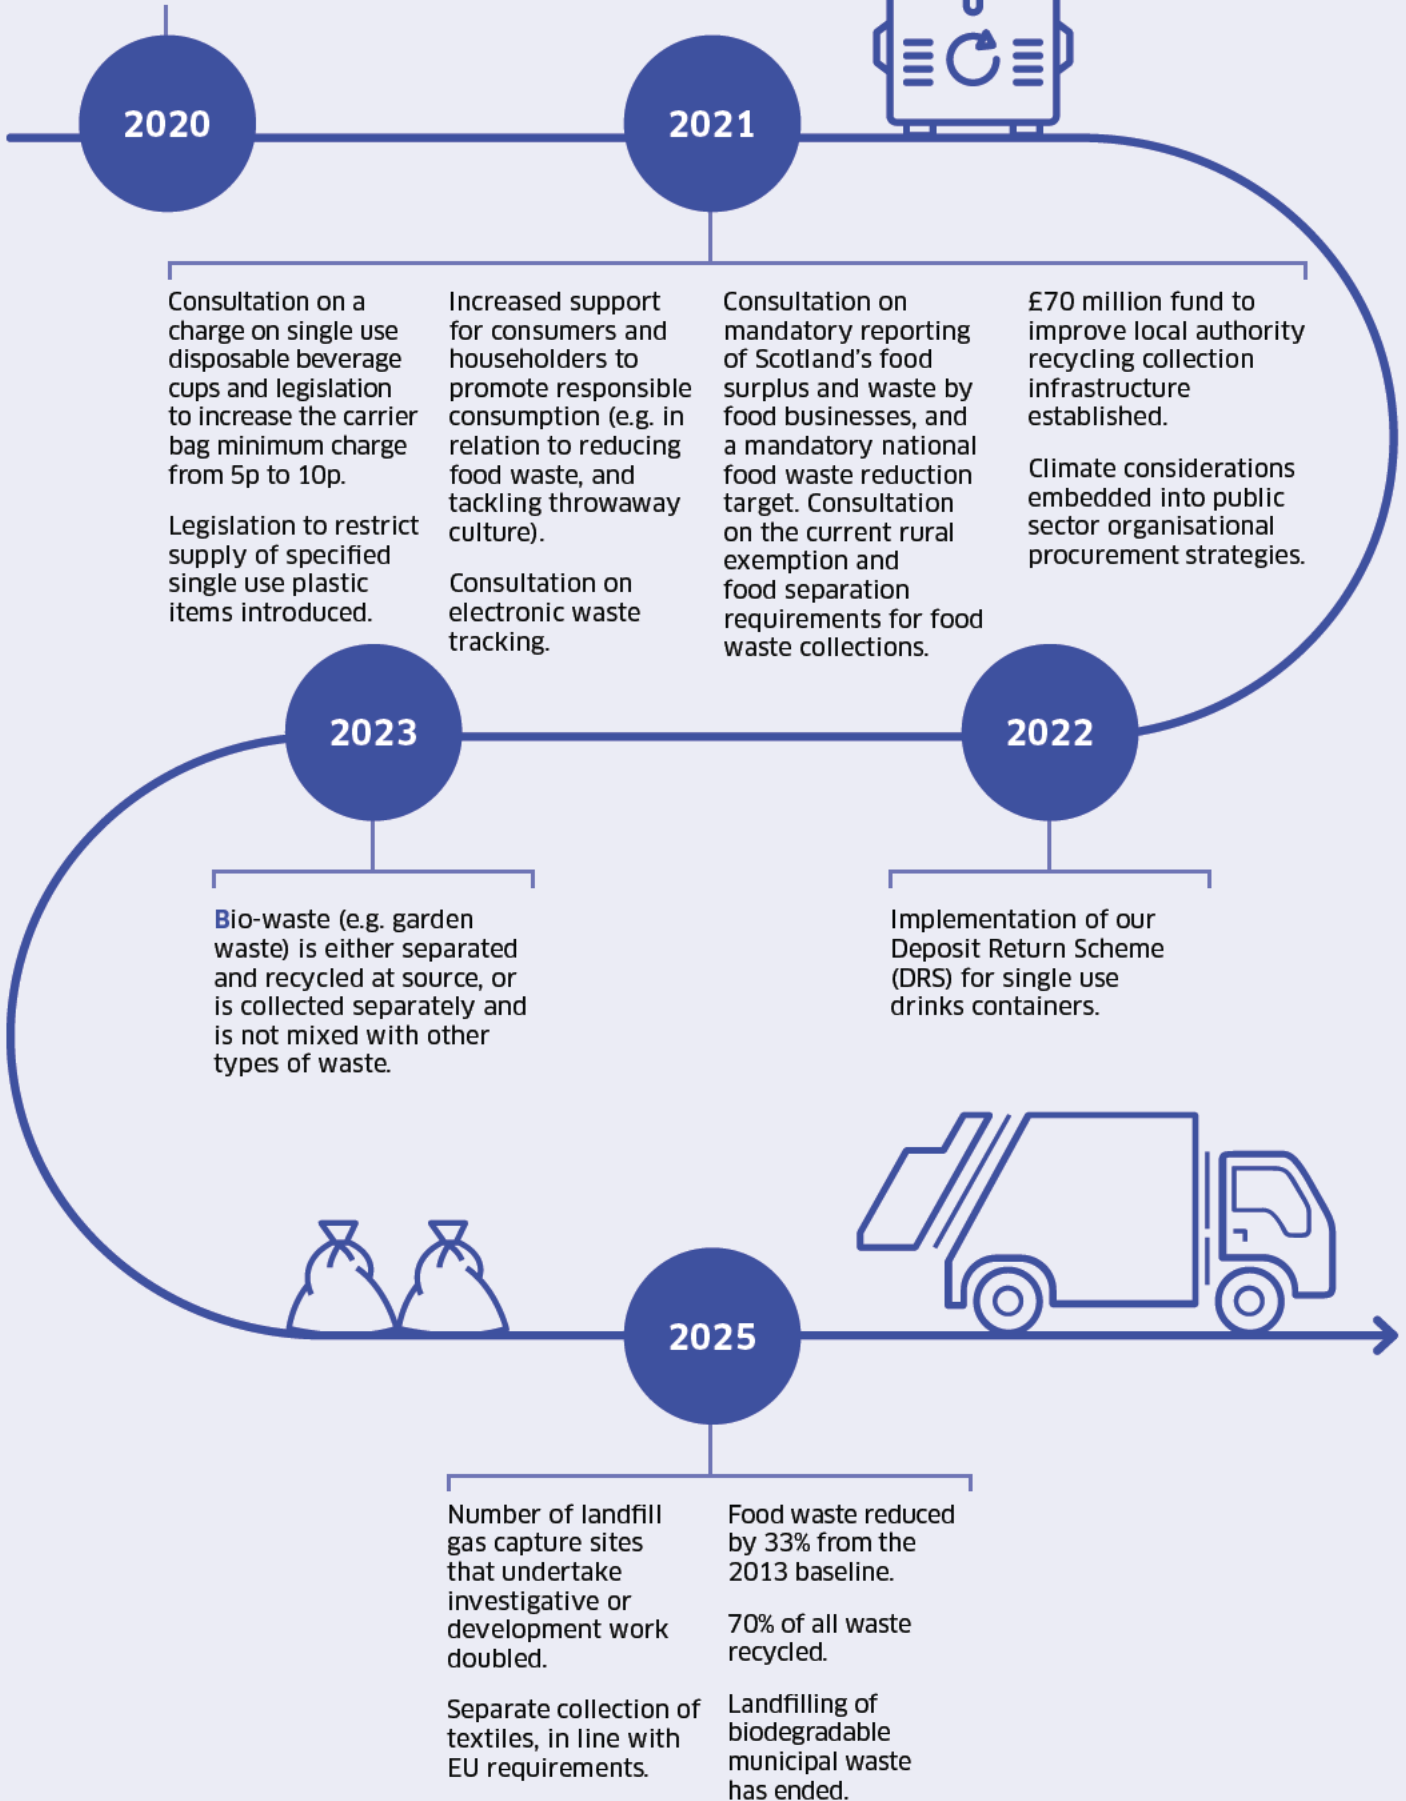 2020
2021
Consultation on a
charge on single use
disposable beverage
cups and legislation
to increase the carrier
bag minimum charge
from 5p to 10p.
Legislation to restrict
supply of specified
single use plastic
items introduced.
Increased support
for consumers and
householders to
promote responsible
consumption (e.g. in
relation to reducing
food waste, and
tackling throwaway
culture).
Consultation on
electronic waste
tracking.
Consultation on
mandatory reporting
of Scotland’s food
surplus and waste by
food businesses, and
a mandatory national
food waste reduction
target. Consultation
on the current rural
exemption and
food separation
requirements for food
waste collections.
£70 million fund to
improve local authority
recycling collection
infrastructure
established.
Climate considerations
embedded into public
sector organisational
procurement strategies.
2022
Implementation of our
Deposit Return Scheme
(DRS) for single use
drinks containers.
2023
Bio-waste (e.g. garden
waste) is either separated
and recycled at source, or
is collected separately and
is not mixed with other
types of waste.
2025
Number of landfill
gas capture sites
that undertake
investigative or
development work
doubled.
Separate collection of
textiles, in line with
EU requirements.
Food waste reduced
by 33% from the
2013 baseline.
70% of all waste
recycled.
Landfilling of
biodegradable
municipal waste
has ended.